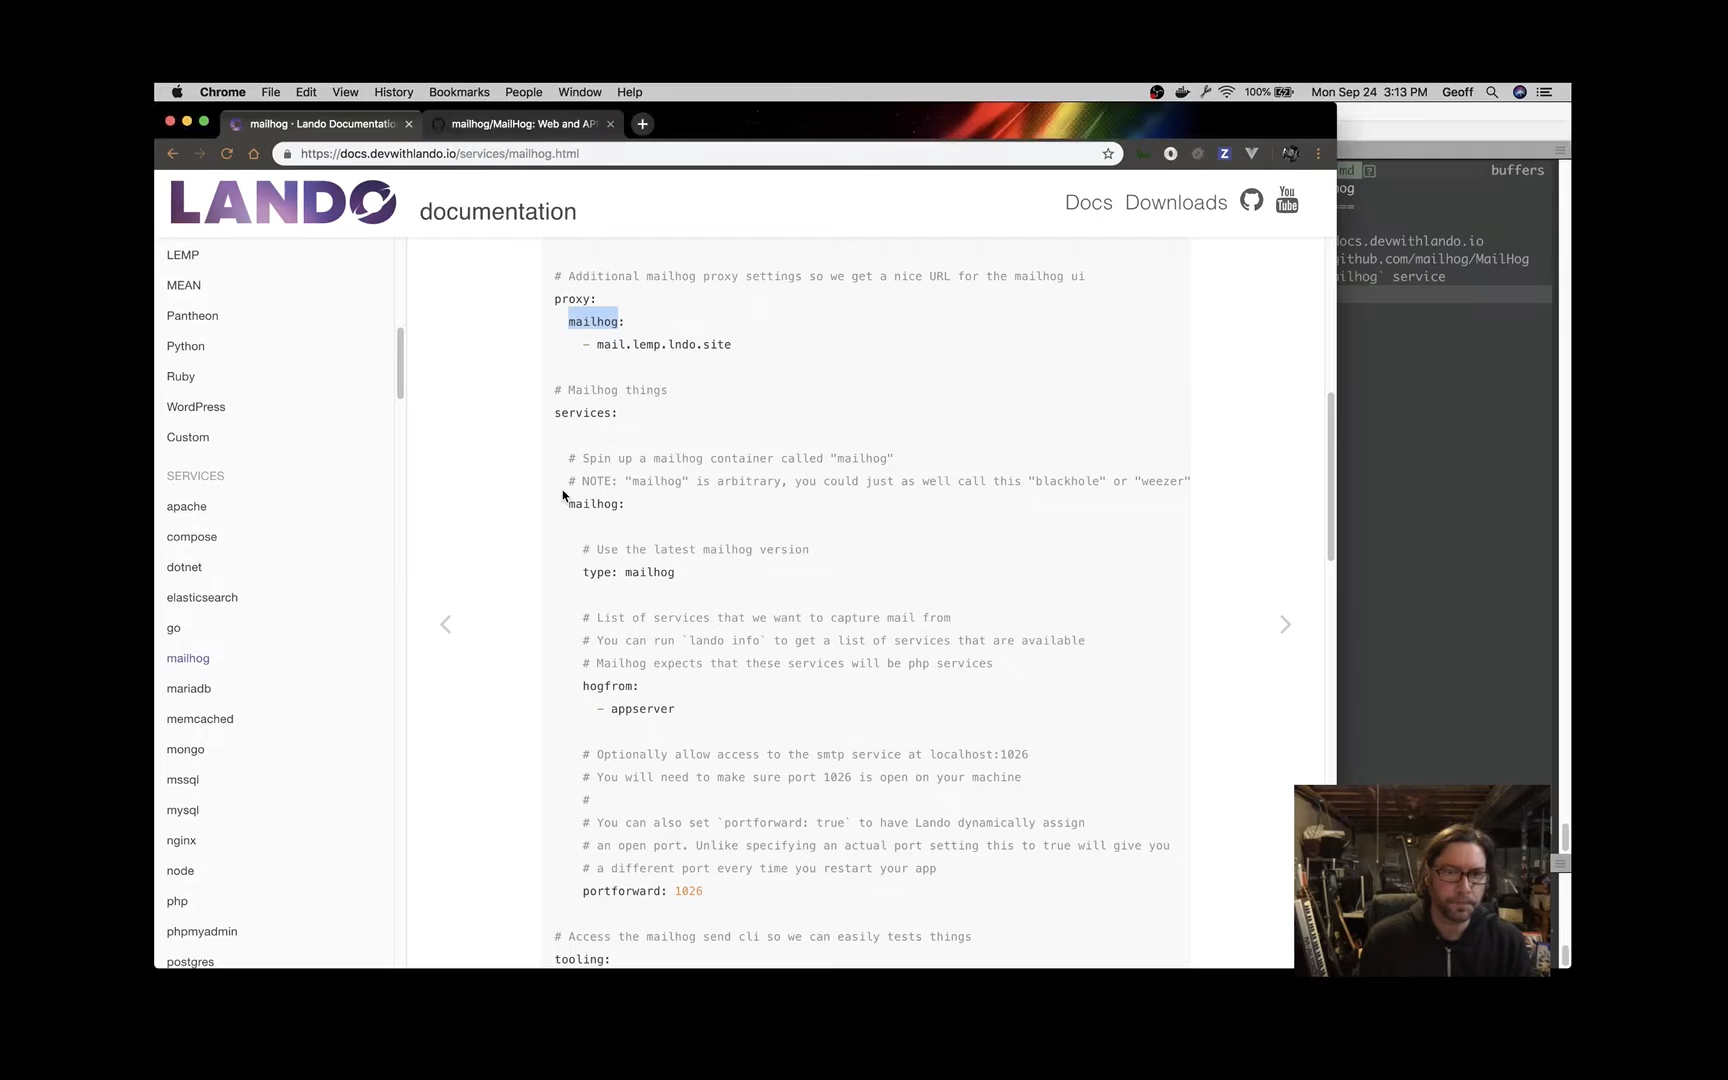 Chrome File Edit View History Bookmarks People Window Help 100% Mon Sep 24 3:13 PM Geoff
mailhog · Lando Documentatio
mailhog/MailHog: Web and AP
https://docs.devwithlando.io/services/mailhog.html
LANDO documentation
Docs Downloads You Tube
LEMP
MEAN
Pantheon
Python
Ruby
WordPress
Custom
SERVICES
apache
compose
dotnet
elasticsearch
go
mailhog
mariadb
memcached
mongo
mssql
mysql
nginx
node
php
phpmyadmin
postgres
# Additional mailhog proxy settings so we get a nice URL for the mailhog ui
proxy:
mailhog:
- mail.lemp.lndo.site
# Mailhog things
services:
# Spin up a mailhog container called "mailhog"
# NOTE: "mailhog" is arbitrary, you could just as well call this "blackhole" or "weezer"
mailhog:
# Use the latest mailhog version
type: mailhog
# List of services that we want to capture mail from
# You can run `lando info` to get a list of services that are available
# Mailhog expects that these services will be php services
hogfrom:
- appserver
# Optionally allow access to the smtp service at localhost:1026
# You will need to make sure port 1026 is open on your machine
#
# You can also set `portforward: true` to have Lando dynamically assign
# an open port. Unlike specifying an actual port setting this to true will give you
# a different port every time you restart your app
portforward: 1026
# Access the mailhog send cli so we can easily tests things
tooling:
md buffers
og
===
docs.devwithlando.io
github.com/mailhog/MailHog
ilhog` service